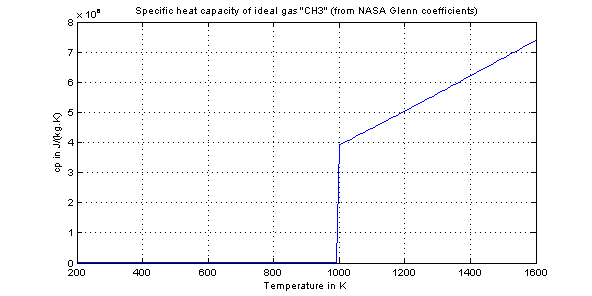 Specific heat capacity of ideal gas "CH3" (from NASA Glenn coefficients)
× 10⁶
8
7
6
5
4
3
2
1
0
cp in J/(kg.K)
200 400 600 800 1000 1200 1400 1600
Temperature in K